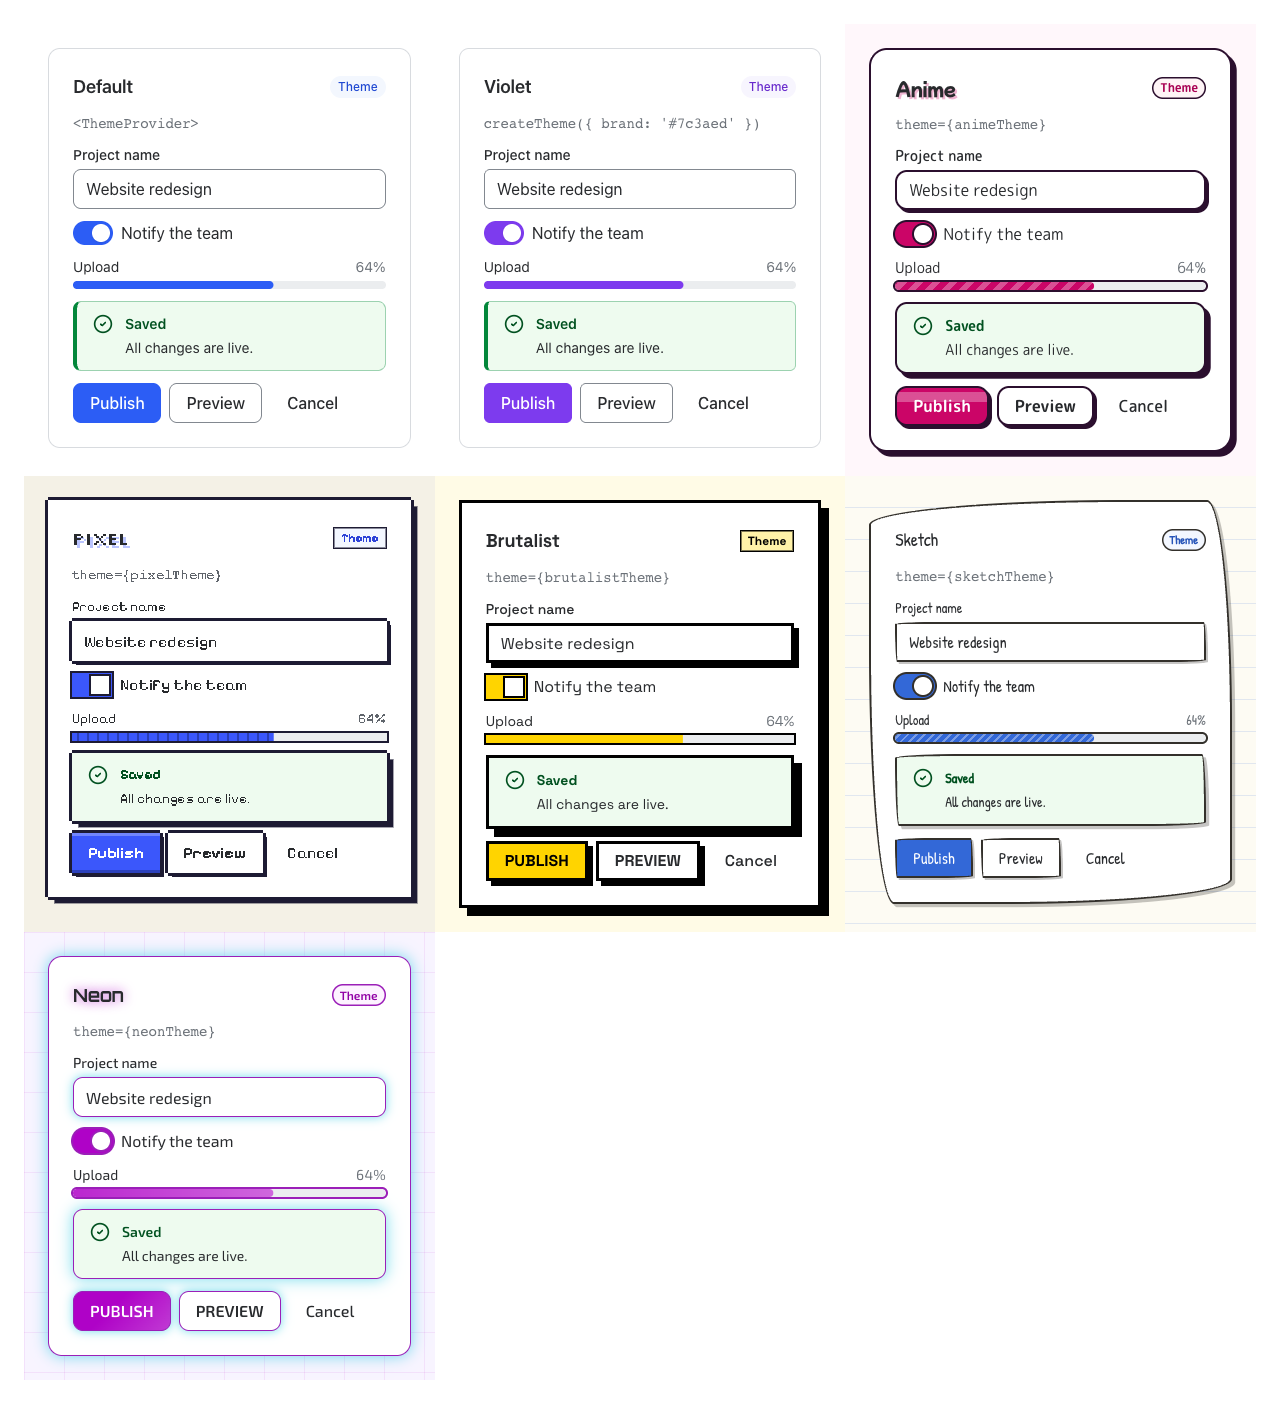 Default
Theme
<ThemeProvider>
Project name
Website redesign
Notify the team
Upload
64%
Saved
All changes are live.
Publish
Preview
Cancel
Violet
Theme
createTheme({ brand: '#7c3aed' })
Project name
Website redesign
Notify the team
Upload
64%
Saved
All changes are live.
Publish
Preview
Cancel
Anime
Theme
theme={animeTheme}
Project name
Website redesign
Notify the team
Upload
64%
Saved
All changes are live.
Publish
Preview
Cancel
PIXEL
Theme
theme={pixelTheme}
Project name
Website redesign
Notify the team
Upload
64%
Saved
All changes are live.
Publish
Preview
Cancel
Brutalist
Theme
theme={brutalistTheme}
Project name
Website redesign
Notify the team
Upload
64%
Saved
All changes are live.
PUBLISH
PREVIEW
Cancel
Sketch
Theme
theme={sketchTheme}
Project name
Website redesign
Notify the team
Upload
64%
Saved
All changes are live.
Publish
Preview
Cancel
Neon
Theme
theme={neonTheme}
Project name
Website redesign
Notify the team
Upload
64%
Saved
All changes are live.
PUBLISH
PREVIEW
Cancel